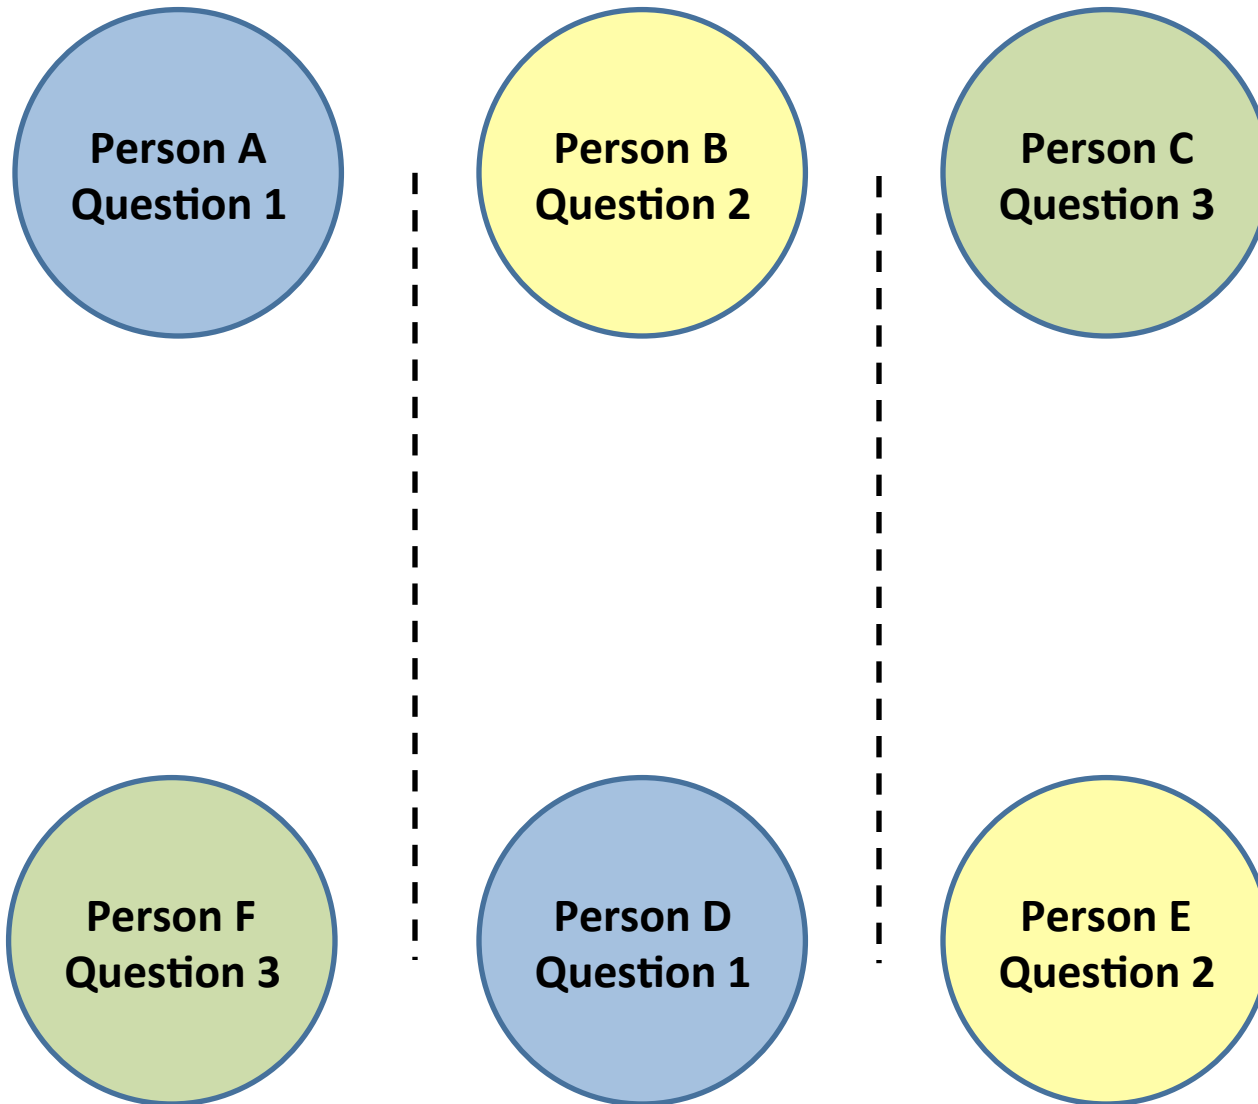 Person A
Question 1
Person B
Question 2
Person C
Question 3
Person F
Question 3
Person D
Question 1
Person E
Question 2